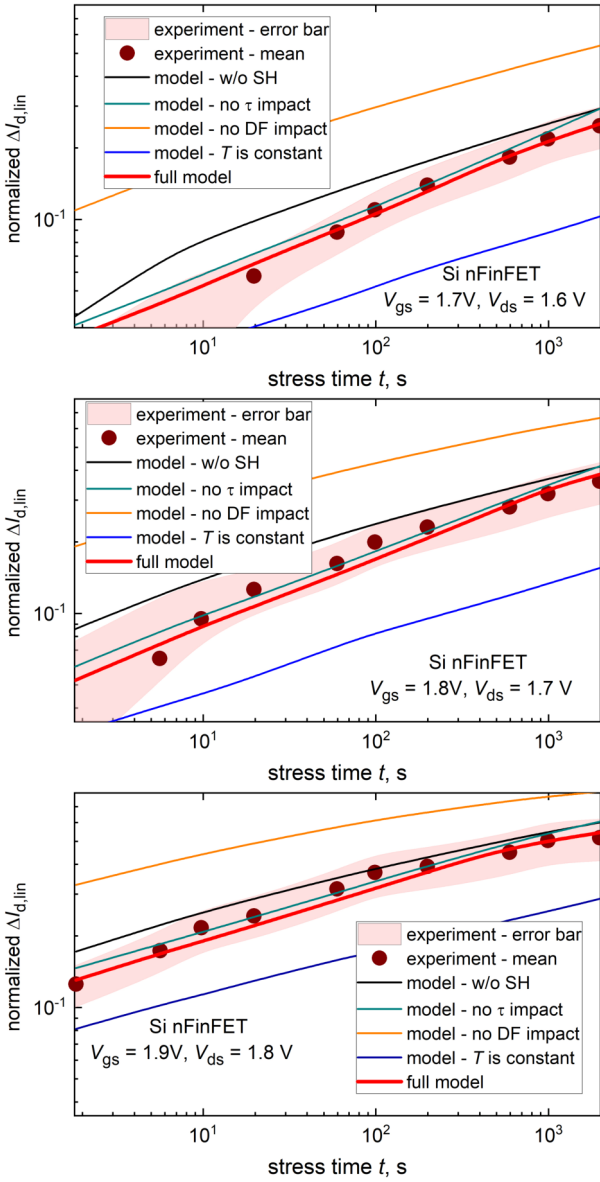 experiment - error bar
experiment - mean
model - w/o SH
model - no τ impact
model - no DF impact
model - T is constant
full model
normalized ΔId,lin
10⁻¹
Si nFinFET
Vgs = 1.7V, Vds = 1.6 V
10¹ 10² 10³
stress time t, s
experiment - error bar
experiment - mean
model - w/o SH
model - no τ impact
model - no DF impact
model - T is constant
full model
normalized ΔId,lin
10⁻¹
Si nFinFET
Vgs = 1.8V, Vds = 1.7 V
10¹ 10² 10³
stress time t, s
normalized ΔId,lin
10⁻¹
experiment - error bar
experiment - mean
model - w/o SH
model - no τ impact
model - no DF impact
model - T is constant
full model
Si nFinFET
Vgs = 1.9V, Vds = 1.8 V
10¹ 10² 10³
stress time t, s